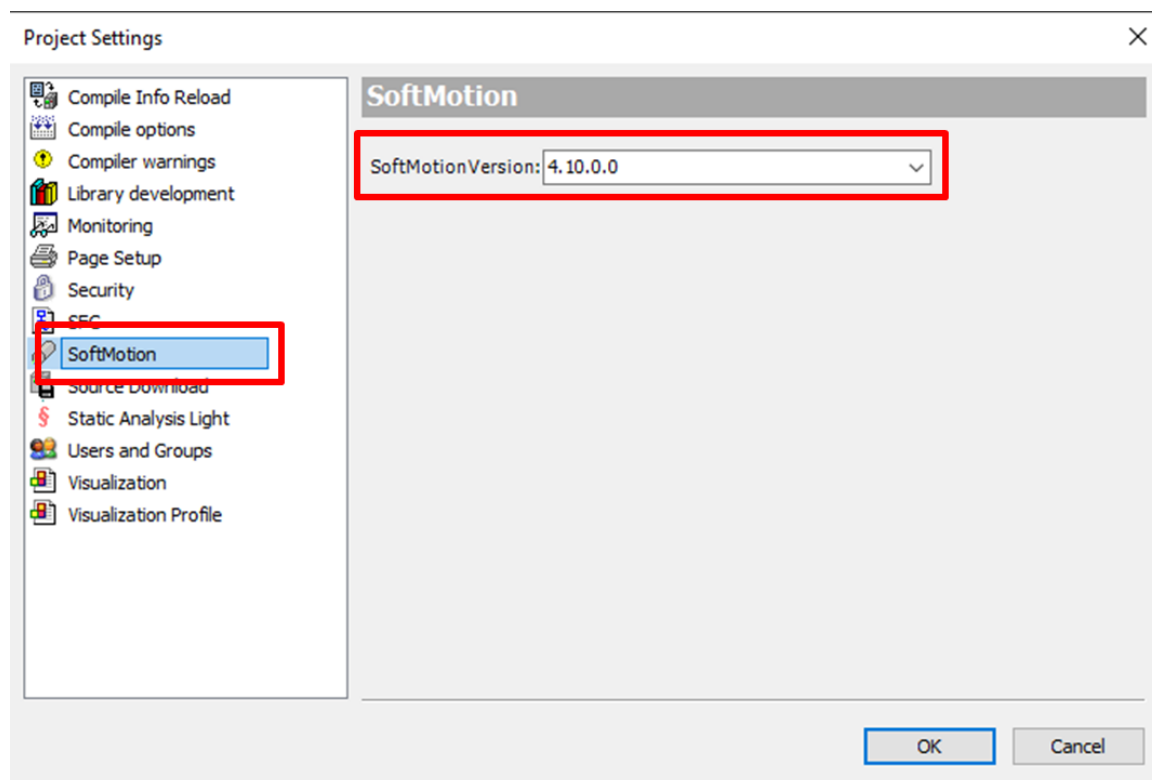 Project Settings
Compile Info Reload
Compile options
Compiler warnings
Library development
Monitoring
Page Setup
Security
SFC
SoftMotion
Source Download
Static Analysis Light
Users and Groups
Visualization
Visualization Profile
SoftMotion
SoftMotionVersion: 4.10.0.0
OK
Cancel